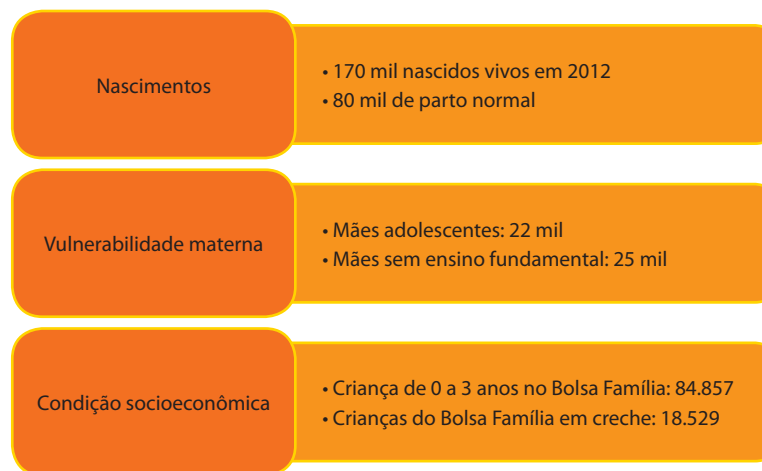 Nascimentos
• 170 mil nascidos vivos em 2012
• 80 mil de parto normal
Vulnerabilidade materna
• Mães adolescentes: 22 mil
• Mães sem ensino fundamental: 25 mil
Condição socioeconômica
• Criança de 0 a 3 anos no Bolsa Família: 84.857
• Crianças do Bolsa Família em creche: 18.529